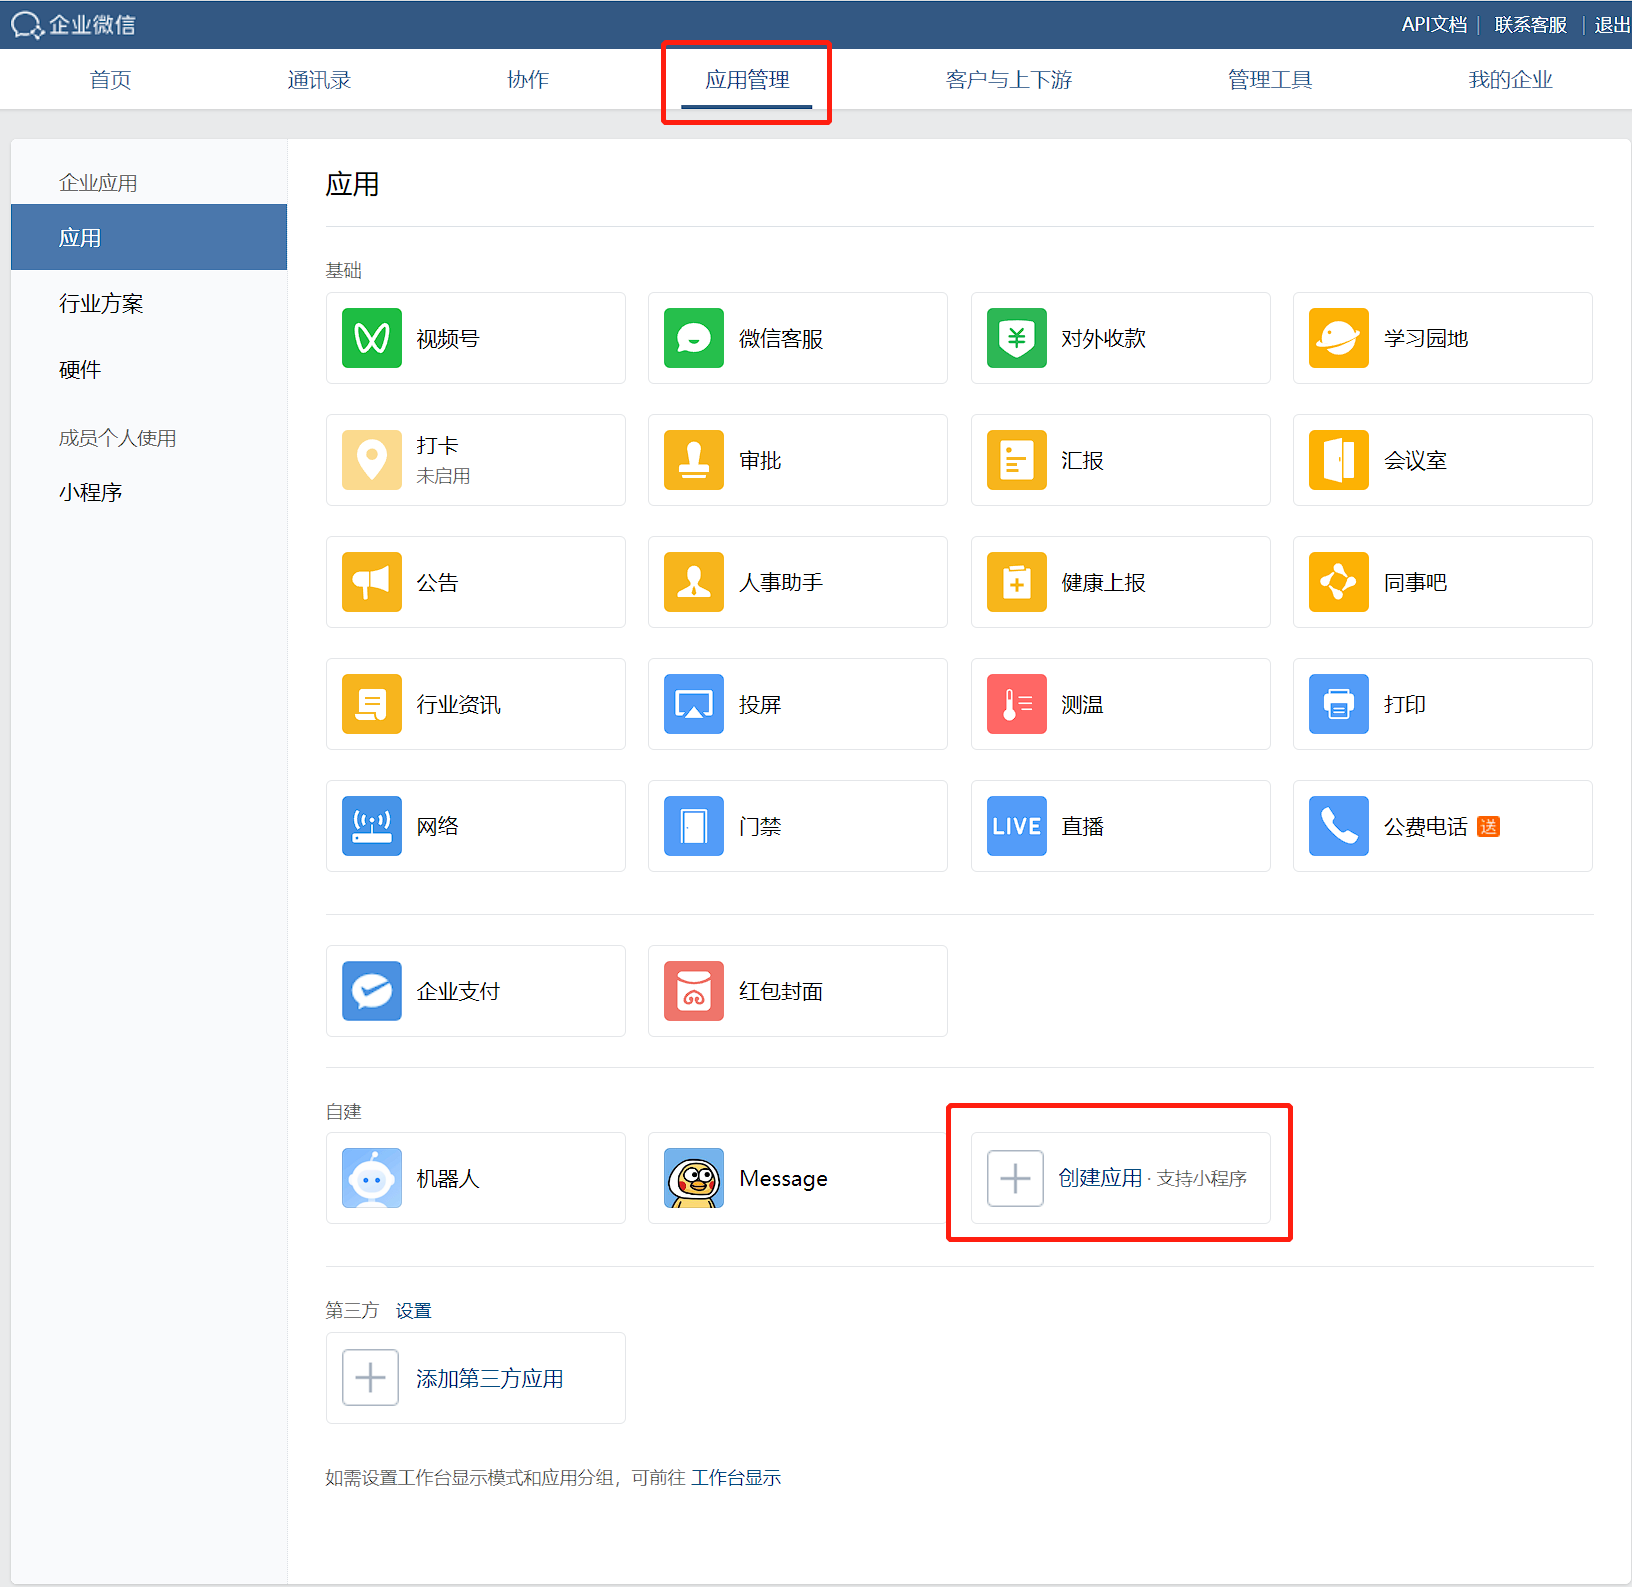 企业微信
API文档 | 联系客服 | 退出
首页 通讯录 协作 应用管理 客户与上下游 管理工具 我的企业
企业应用
应用
行业方案
硬件
成员个人使用
小程序
应用
基础
视频号 微信客服 对外收款 学习园地
打卡 审批 汇报 会议室
未启用
公告 人事助手 健康上报 同事吧
行业资讯 投屏 测温 打印
网络 门禁 LIVE 直播 公费电话 送
企业支付 红包封面
自建
机器人 Message 创建应用 · 支持小程序
第三方 设置
添加第三方应用
如需设置工作台显示模式和应用分组，可前往 工作台显示